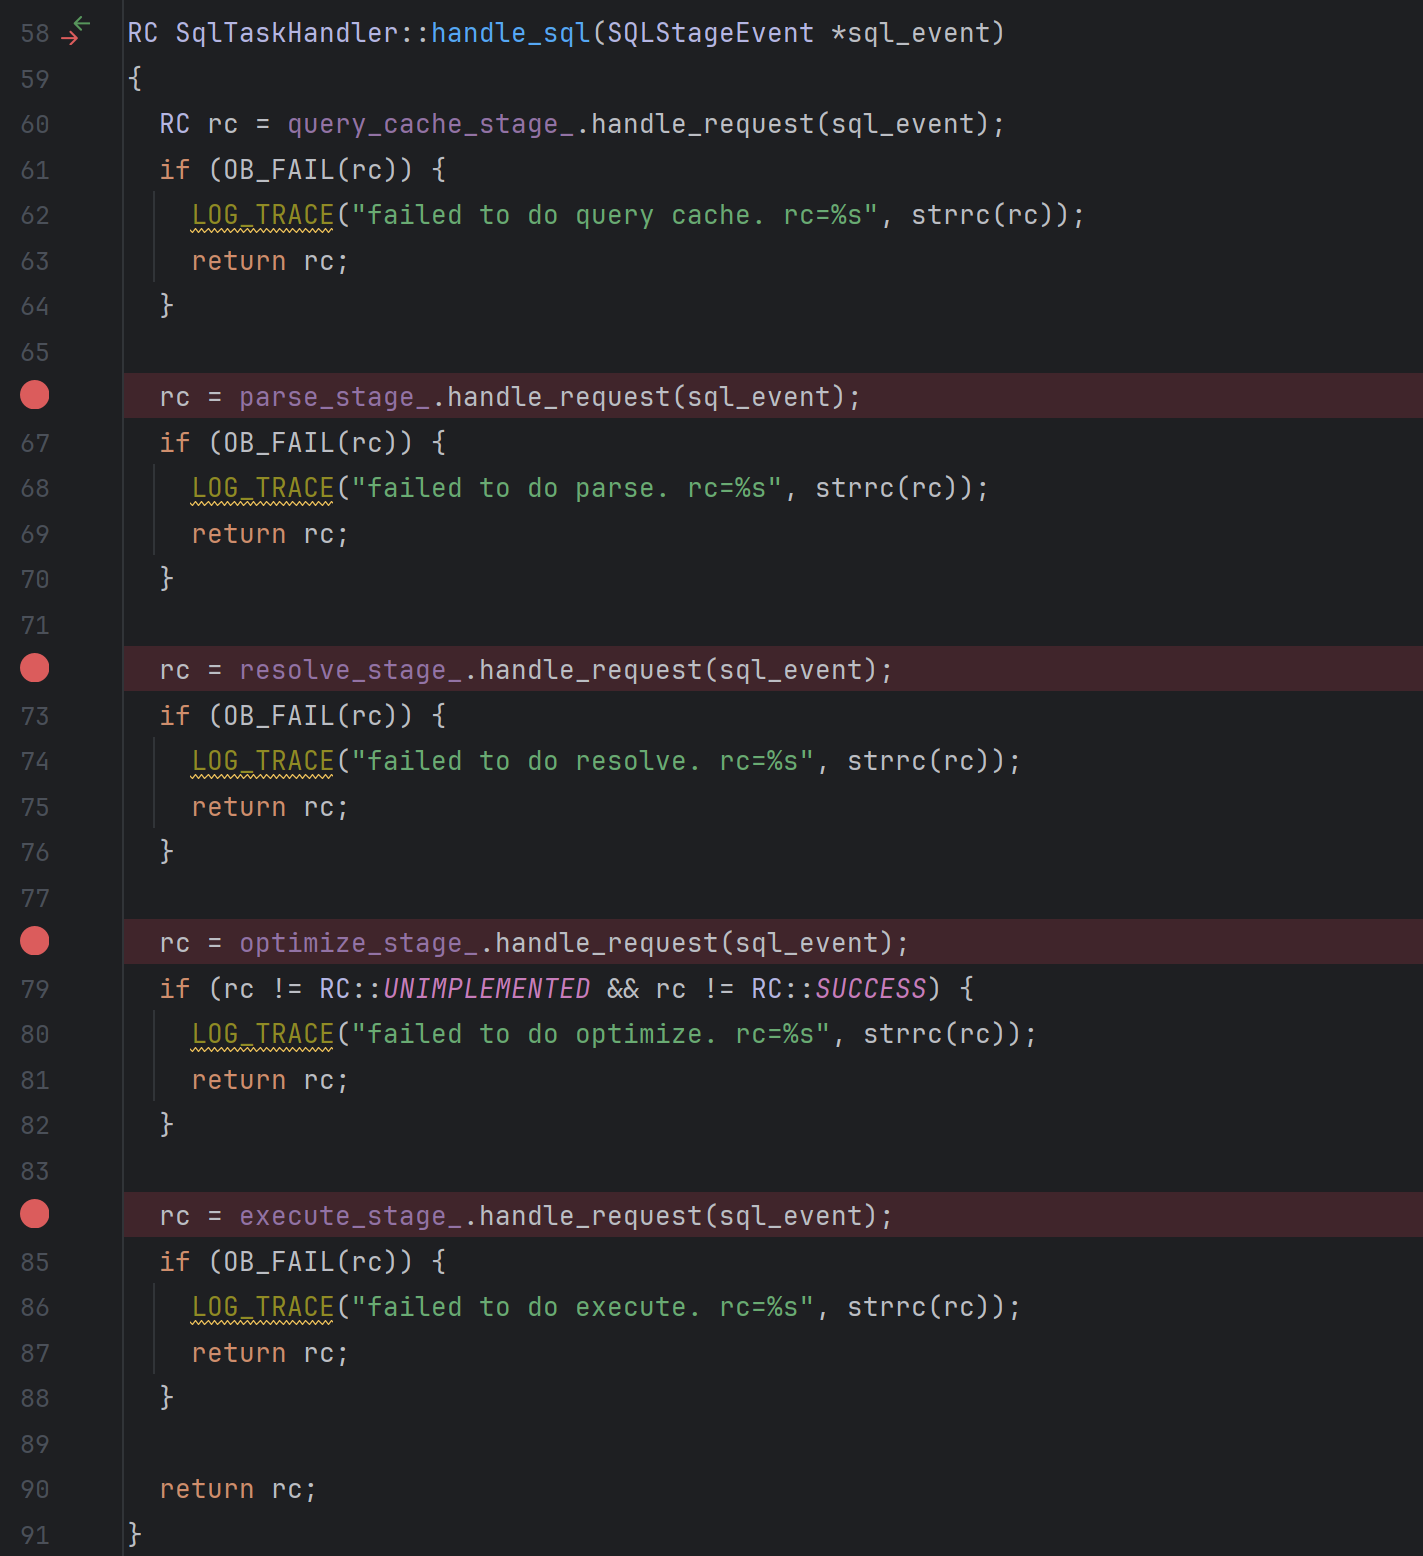 58 RC SqlTaskHandler::handle_sql(SQLStageEvent *sql_event)
59 {
60   RC rc = query_cache_stage_.handle_request(sql_event);
61   if (OB_FAIL(rc)) {
62     LOG_TRACE("failed to do query cache. rc=%s", strrc(rc));
63     return rc;
64   }
65
  rc = parse_stage_.handle_request(sql_event);
67   if (OB_FAIL(rc)) {
68     LOG_TRACE("failed to do parse. rc=%s", strrc(rc));
69     return rc;
70   }
71
  rc = resolve_stage_.handle_request(sql_event);
73   if (OB_FAIL(rc)) {
74     LOG_TRACE("failed to do resolve. rc=%s", strrc(rc));
75     return rc;
76   }
77
  rc = optimize_stage_.handle_request(sql_event);
79   if (rc != RC::UNIMPLEMENTED && rc != RC::SUCCESS) {
80     LOG_TRACE("failed to do optimize. rc=%s", strrc(rc));
81     return rc;
82   }
83
  rc = execute_stage_.handle_request(sql_event);
85   if (OB_FAIL(rc)) {
86     LOG_TRACE("failed to do execute. rc=%s", strrc(rc));
87     return rc;
88   }
89
90   return rc;
91 }